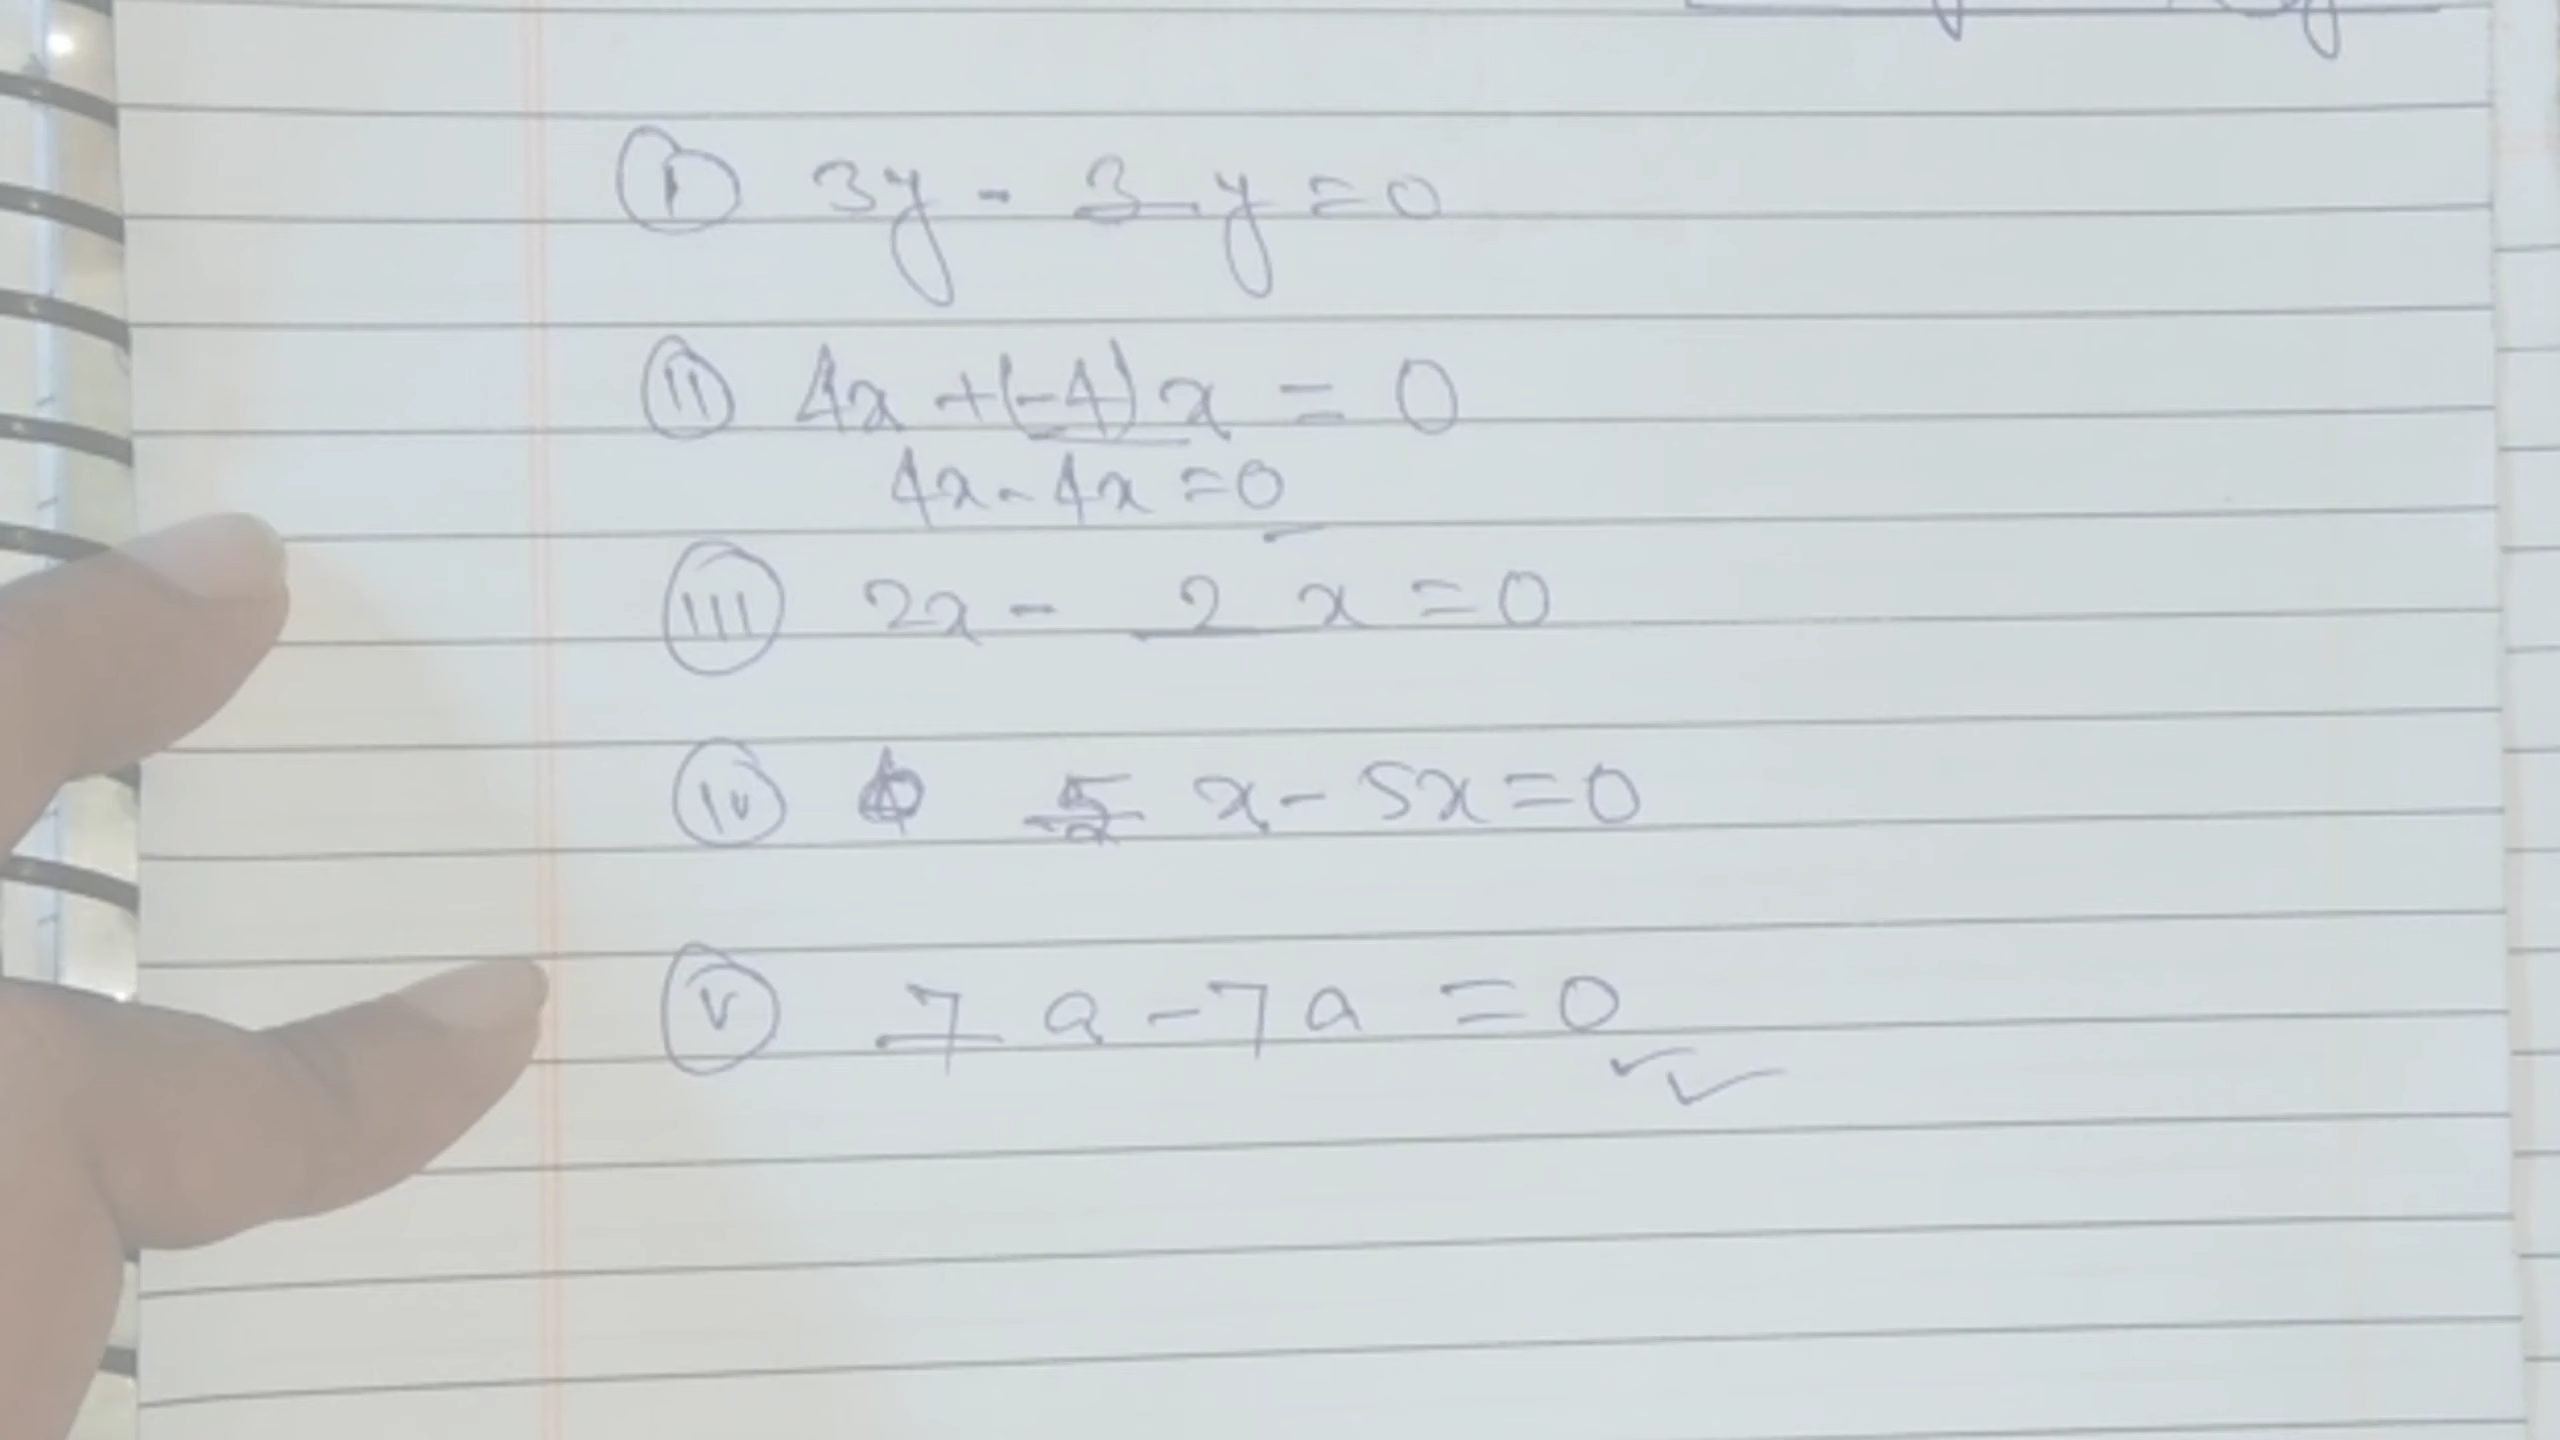 (i) 3y - 3 y = 0
(ii) 4x + (-4) x = 0
4x - 4x = 0
(iii) 2x - 2 x = 0
(iv) 5 x - 5x = 0
(v) 7 a - 7a = 0